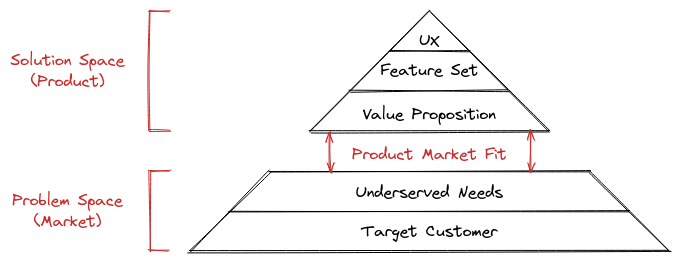 UX
Solution Space
(Product)
Feature Set
Value Proposition
Product Market Fit
Problem Space
(Market)
Underserved Needs
Target Customer